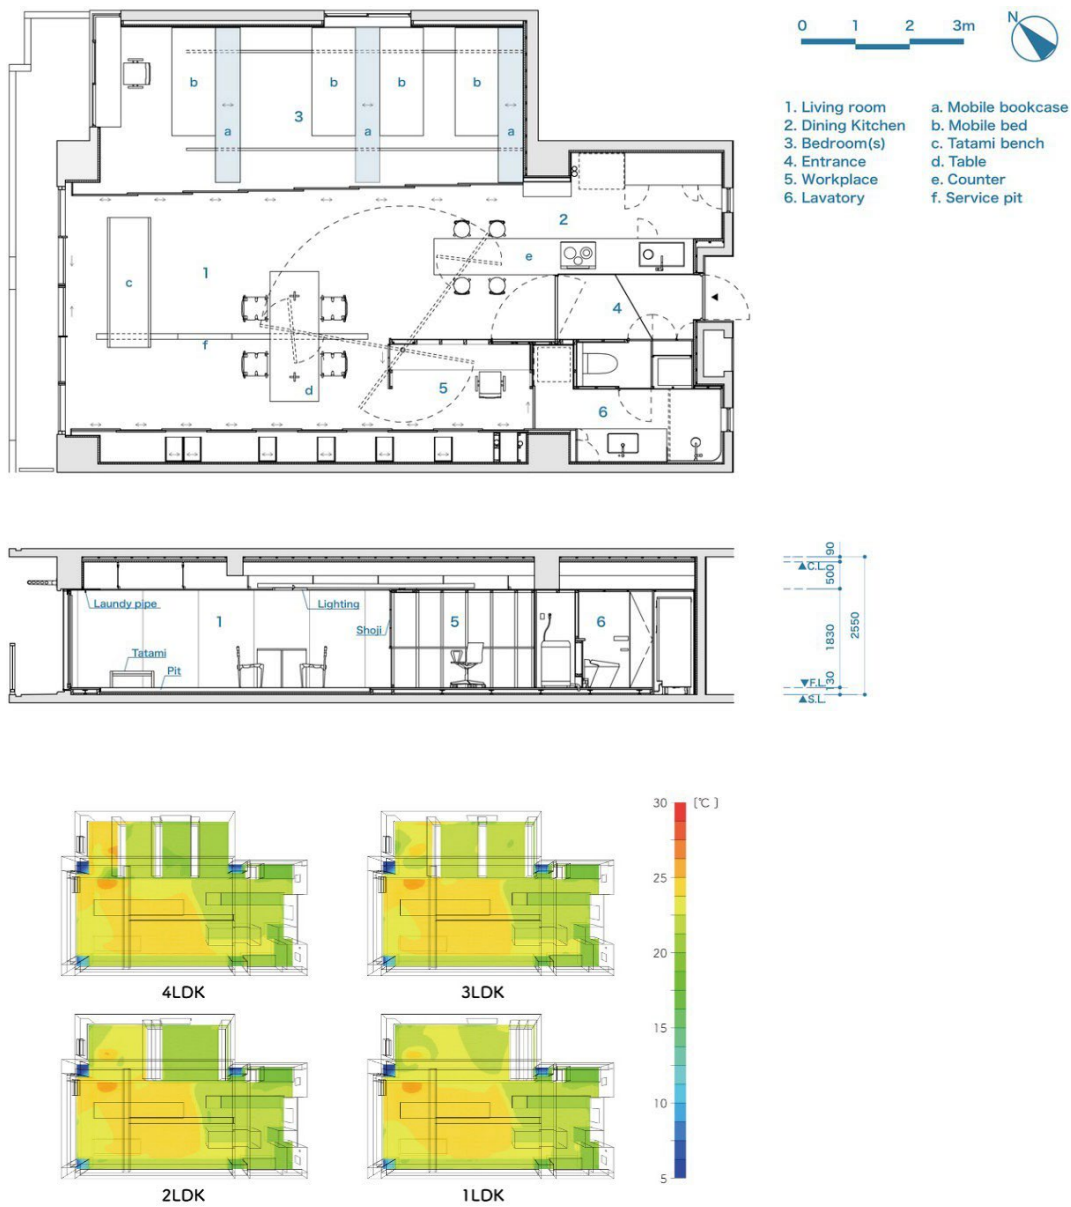 0 1 2 3m
N
1. Living room
2. Dining Kitchen
3. Bedroom(s)
4. Entrance
5. Workplace
6. Lavatory
a. Mobile bookcase
b. Mobile bed
c. Tatami bench
d. Table
e. Counter
f. Service pit
b b b b
a a a
3
2
e
1
c
4
f
d
5
6
Laundy pipe
Lighting
1
Shoji
5
6
Tatami
Pit
90
▲C.L.
500
1830
2550
▼F.L.
130
▲S.L.
4LDK
3LDK
2LDK
1LDK
30 [℃]
25
20
15
10
5